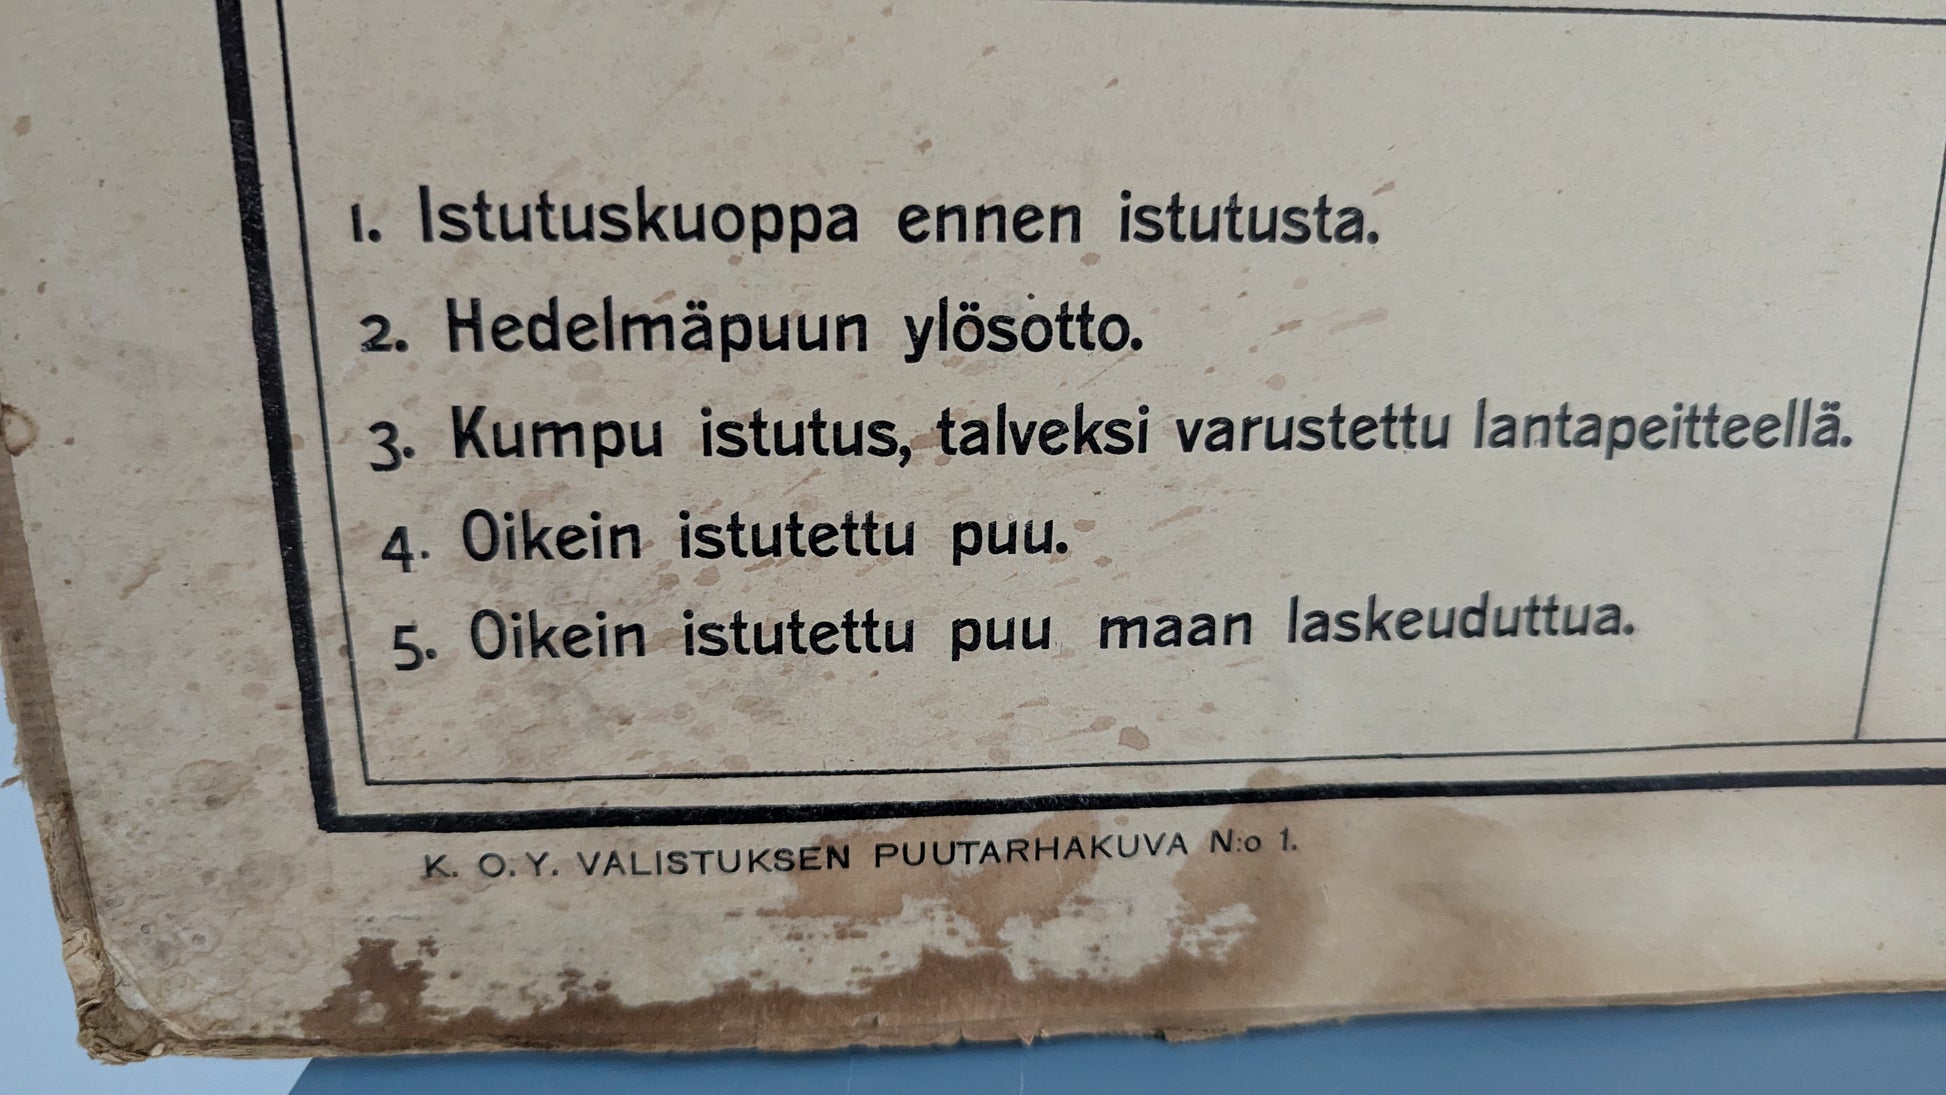 1. Istutuskuoppa ennen istutusta.
2. Hedelmäpuun ylösotto.
3. Kumpu istutus, talveksi varustettu lantapeitteellä.
4. Oikein istutettu puu.
5. Oikein istutettu puu maan laskeuduttua.
K. O. Y. VALISTUKSEN PUUTARHAKUVA N:o 1.